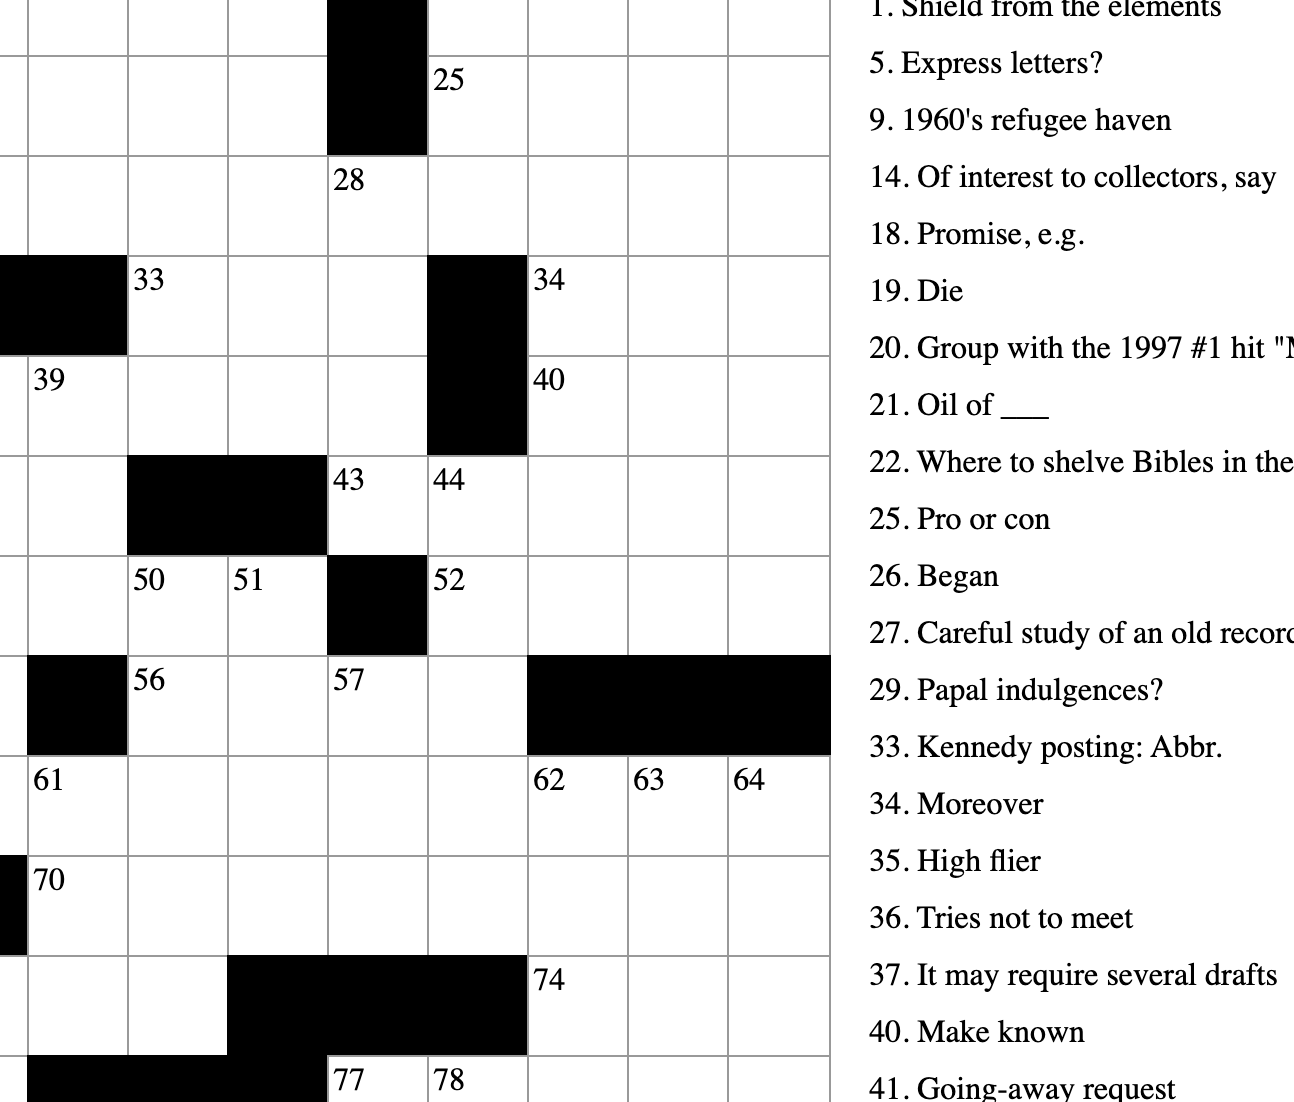 25
28
33 34
39 40
43 44
50 51 52
56 57
61 62 63 64
70
74
77 78
1. Shield from the elements
5. Express letters?
9. 1960's refugee haven
14. Of interest to collectors, say
18. Promise, e.g.
19. Die
20. Group with the 1997 #1 hit "M
21. Oil of ___
22. Where to shelve Bibles in the
25. Pro or con
26. Began
27. Careful study of an old record
29. Papal indulgences?
33. Kennedy posting: Abbr.
34. Moreover
35. High flier
36. Tries not to meet
37. It may require several drafts
40. Make known
41. Going-away request